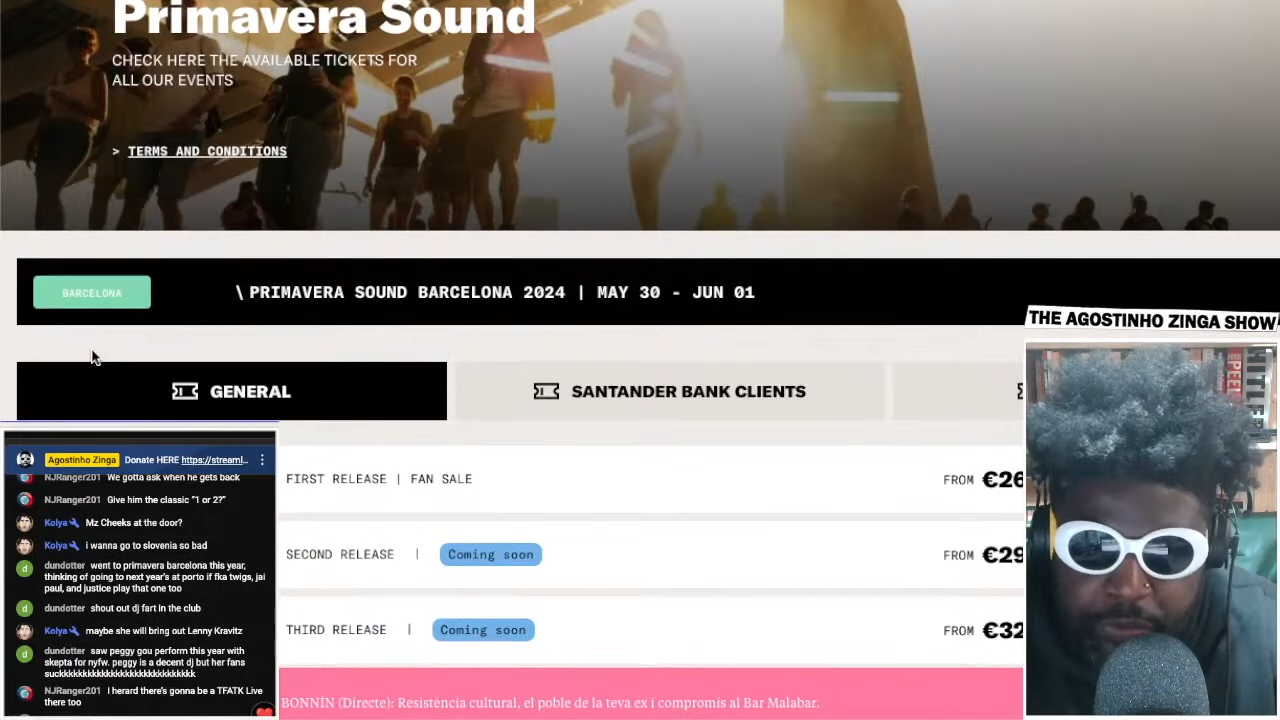 Primavera Sound
CHECK HERE THE AVAILABLE TICKETS FOR
ALL OUR EVENTS
> TERMS AND CONDITIONS
BARCELONA
\ PRIMAVERA SOUND BARCELONA 2024 | MAY 30 - JUN 01
THE AGOSTINHO ZINGA SHOW
GENERAL
SANTANDER BANK CLIENTS
FIRST RELEASE | FAN SALE
FROM €26
SECOND RELEASE | Coming soon
FROM €29
THIRD RELEASE | Coming soon
FROM €32
Agostinho Zinga Donate HERE https://streaml...
NJRanger201 We gotta ask when he gets back
NJRanger201 Give him the classic "1 or 2?"
Kolya Mz Cheeks at the door?
Kolya i wanna go to slovenia so bad
dundotter went to primavera barcelona this year,
thinking of going to next year's at porto if fka twigs, jai
paul, and justice play that one too
dundotter shout out dj fart in the club
Kolya maybe she will bring out Lenny Kravitz
dundotter saw peggy gou perform this year with
skepta for nyfw. peggy is a decent dj but her fans
suckkkkkkkkkkkkkkkkkkkkkkkkkkk
NJRanger201 I herard there's gonna be a TFATK Live
there too
BONNÍN (Directe): Resistència cultural, el poble de la teva ex i compromís al Bar Malabar.